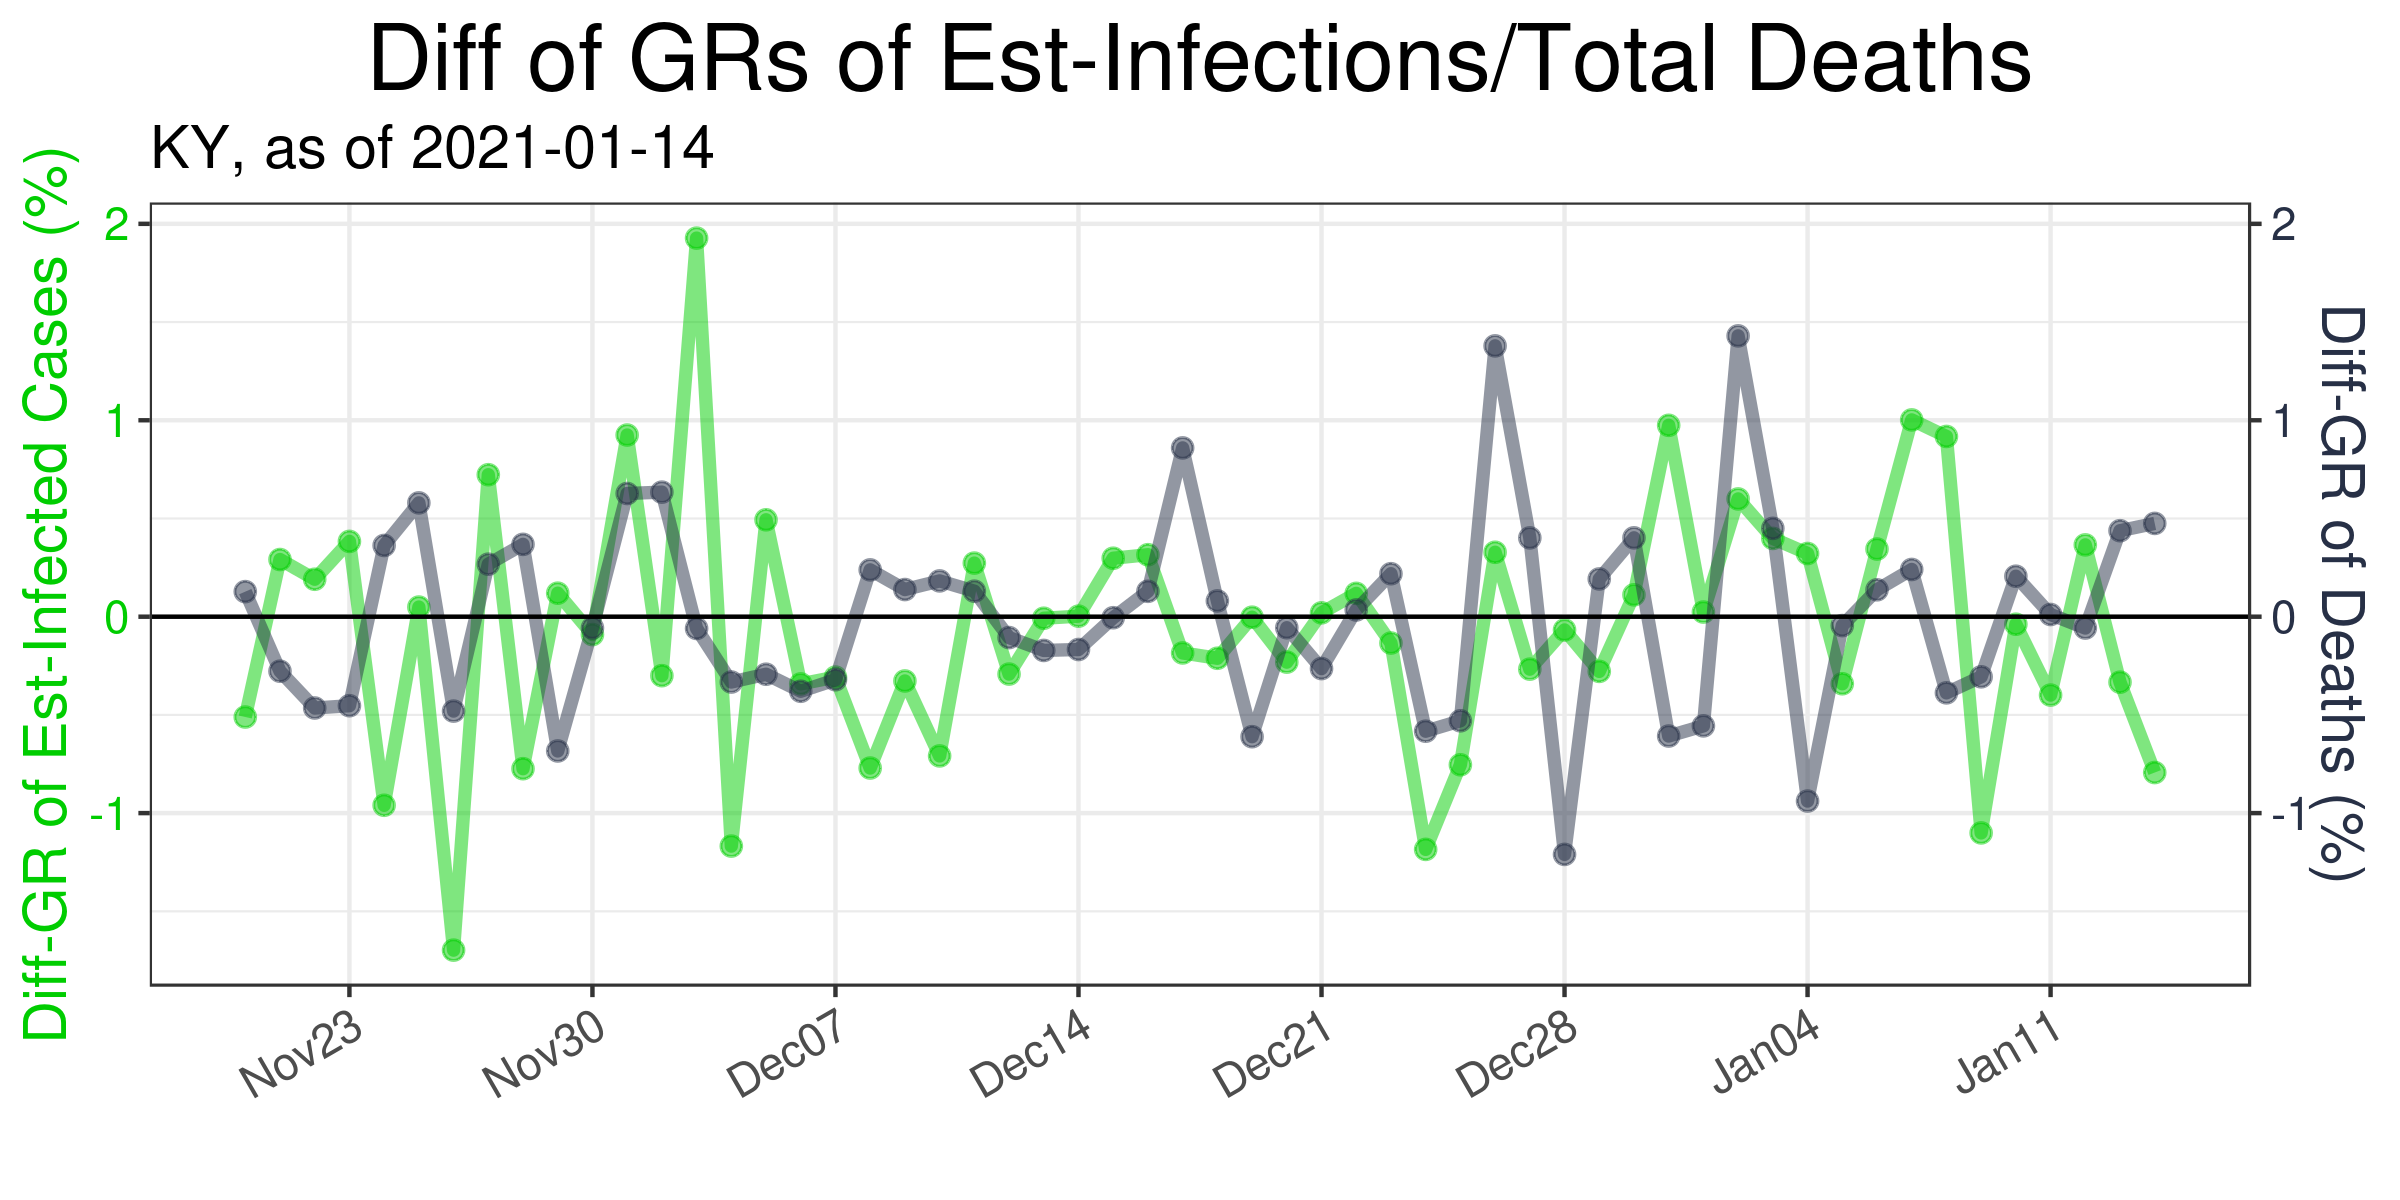 Diff of GRs of Est-Infections/Total Deaths
KY, as of 2021-01-14
Diff-GR of Est-Infected Cases (%)
2
1
0
-1
2
1
0
-1
Diff-GR of Deaths (%)
Nov23
Nov30
Dec07
Dec14
Dec21
Dec28
Jan04
Jan11